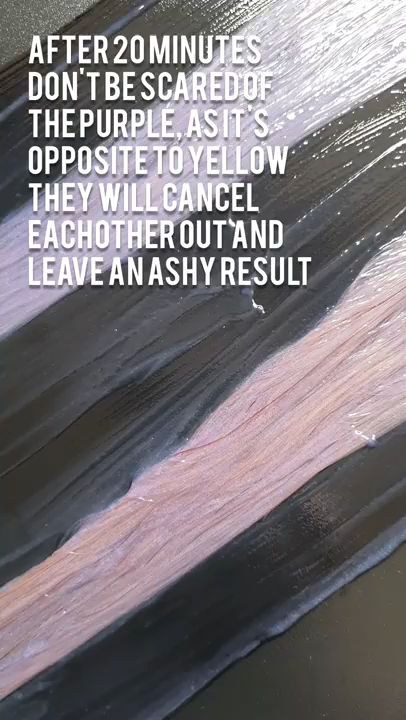 AFTER 20 MINUTES
DON'T BE SCARED OF
THE PURPLE, AS IT'S
OPPOSITE TO YELLOW
THEY WILL CANCEL
EACHOTHER OUT AND
LEAVE AN ASHY RESULT